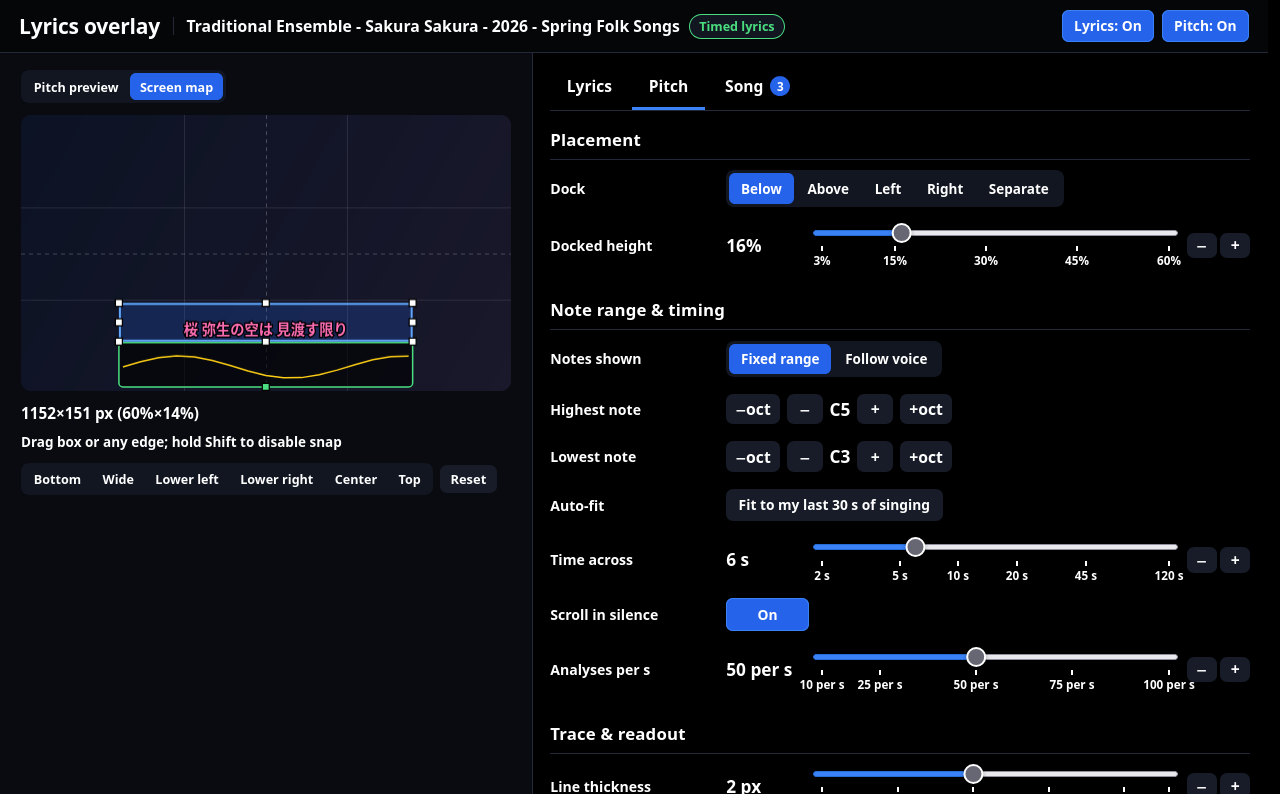 Lyrics overlay
Traditional Ensemble - Sakura Sakura - 2026 - Spring Folk Songs
Timed lyrics
Lyrics: On
Pitch: On
Pitch preview
Screen map
桜 弥生の空は 見渡す限り
1152×151 px (60%×14%)
Drag box or any edge; hold Shift to disable snap
Bottom
Wide
Lower left
Lower right
Center
Top
Reset
Lyrics
Pitch
Song 3
Placement
Dock
Below
Above
Left
Right
Separate
Docked height
16%
3%
15%
30%
45%
60%
–
+
Note range & timing
Notes shown
Fixed range
Follow voice
Highest note
–oct
–
C5
+
+oct
Lowest note
–oct
–
C3
+
+oct
Auto-fit
Fit to my last 30 s of singing
Time across
6 s
2 s
5 s
10 s
20 s
45 s
120 s
–
+
Scroll in silence
On
Analyses per s
50 per s
10 per s
25 per s
50 per s
75 per s
100 per s
–
+
Trace & readout
Line thickness
2 px
–
+